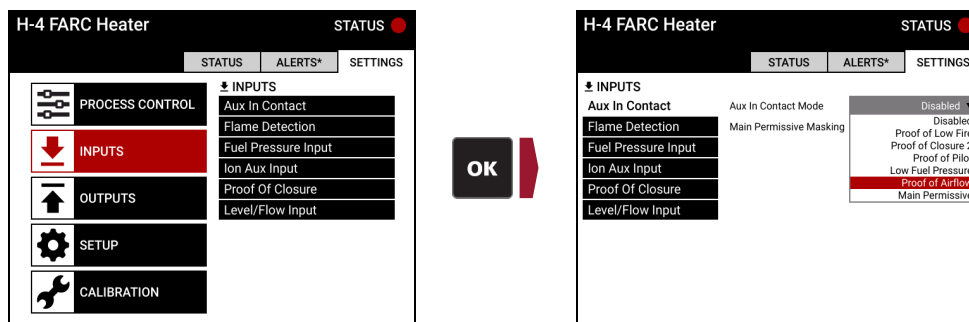 H-4 FARC Heater STATUS
STATUS ALERTS* SETTINGS
PROCESS CONTROL
INPUTS
OUTPUTS
SETUP
CALIBRATION
INPUTS
Aux In Contact
Flame Detection
Fuel Pressure Input
Ion Aux Input
Proof Of Closure
Level/Flow Input
OK
H-4 FARC Heater STATUS
STATUS ALERTS* SETTINGS
INPUTS
Aux In Contact
Flame Detection
Fuel Pressure Input
Ion Aux Input
Proof Of Closure
Level/Flow Input
Aux In Contact Mode Disabled
Main Permissive Masking
Disabled
Proof of Low Fire
Proof of Closure 2
Proof of Pilo
Low Fuel Pressure
Proof of Airflow
Main Permissive